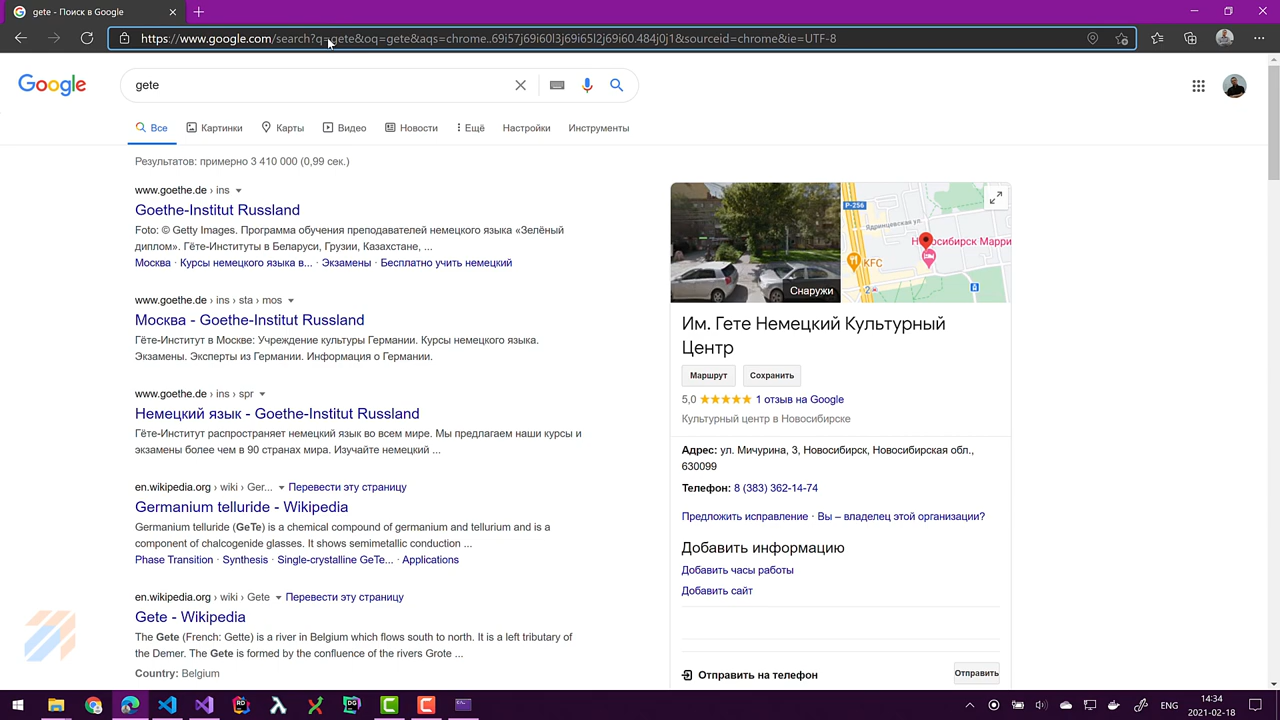 gete - Поиск в Google
https://www.google.com/search?q=gete&oq=gete&aqs=chrome..69i57j69i60l3j69i65l2j69i60.484j0j1&sourceid=chrome&ie=UTF-8
Google
gete
Все
Картинки
Карты
Видео
Новости
Ещё
Настройки
Инструменты
Результатов: примерно 3 410 000 (0,99 сек.)
www.goethe.de › ins
Goethe-Institut Russland
Foto: © Getty Images. Программа обучения преподавателей немецкого языка «Зелёный
диплом». Гёте-Институты в Беларуси, Грузии, Казахстане, ...
Москва · Курсы немецкого языка в... · Экзамены · Бесплатно учить немецкий
www.goethe.de › ins › sta › mos
Москва - Goethe-Institut Russland
Гёте-Институт в Москве: Учреждение культуры Германии. Курсы немецкого языка.
Экзамены. Эксперты из Германии. Информация о Германии.
www.goethe.de › ins › spr
Немецкий язык - Goethe-Institut Russland
Гёте-Институт распространяет немецкий язык во всем мире. Мы предлагаем наши курсы и
экзамены более чем в 90 странах мира. Изучайте немецкий ...
en.wikipedia.org › wiki › Ger... Перевести эту страницу
Germanium telluride - Wikipedia
Germanium telluride (GeTe) is a chemical compound of germanium and tellurium and is a
component of chalcogenide glasses. It shows semimetallic conduction ...
Phase Transition · Synthesis · Single-crystalline GeTe... · Applications
en.wikipedia.org › wiki › Gete Перевести эту страницу
Gete - Wikipedia
The Gete (French: Gette) is a river in Belgium which flows south to north. It is a left tributary of
the Demer. The Gete is formed by the confluence of the rivers Grote ...
Country: Belgium
Снаружи
P-256
Ядринцевская ул.
Новосибирск Марри
KFC
2
Им. Гете Немецкий Культурный
Центр
Маршрут
Сохранить
5,0 1 отзыв на Google
Культурный центр в Новосибирске
Адрес: ул. Мичурина, 3, Новосибирск, Новосибирская обл.,
630099
Телефон: 8 (383) 362-14-74
Предложить исправление · Вы – владелец этой организации?
Добавить информацию
Добавить часы работы
Добавить сайт
Отправить на телефон
Отправить
ENG
14:34
2021-02-18